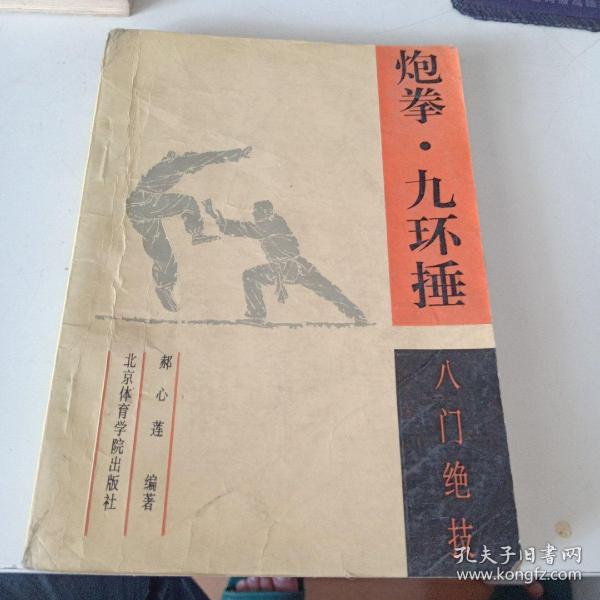 炮拳·九环捶
八门绝技
郝心莲 编著
北京体育学院出版社
孔夫子旧书网
www.kongfz.com